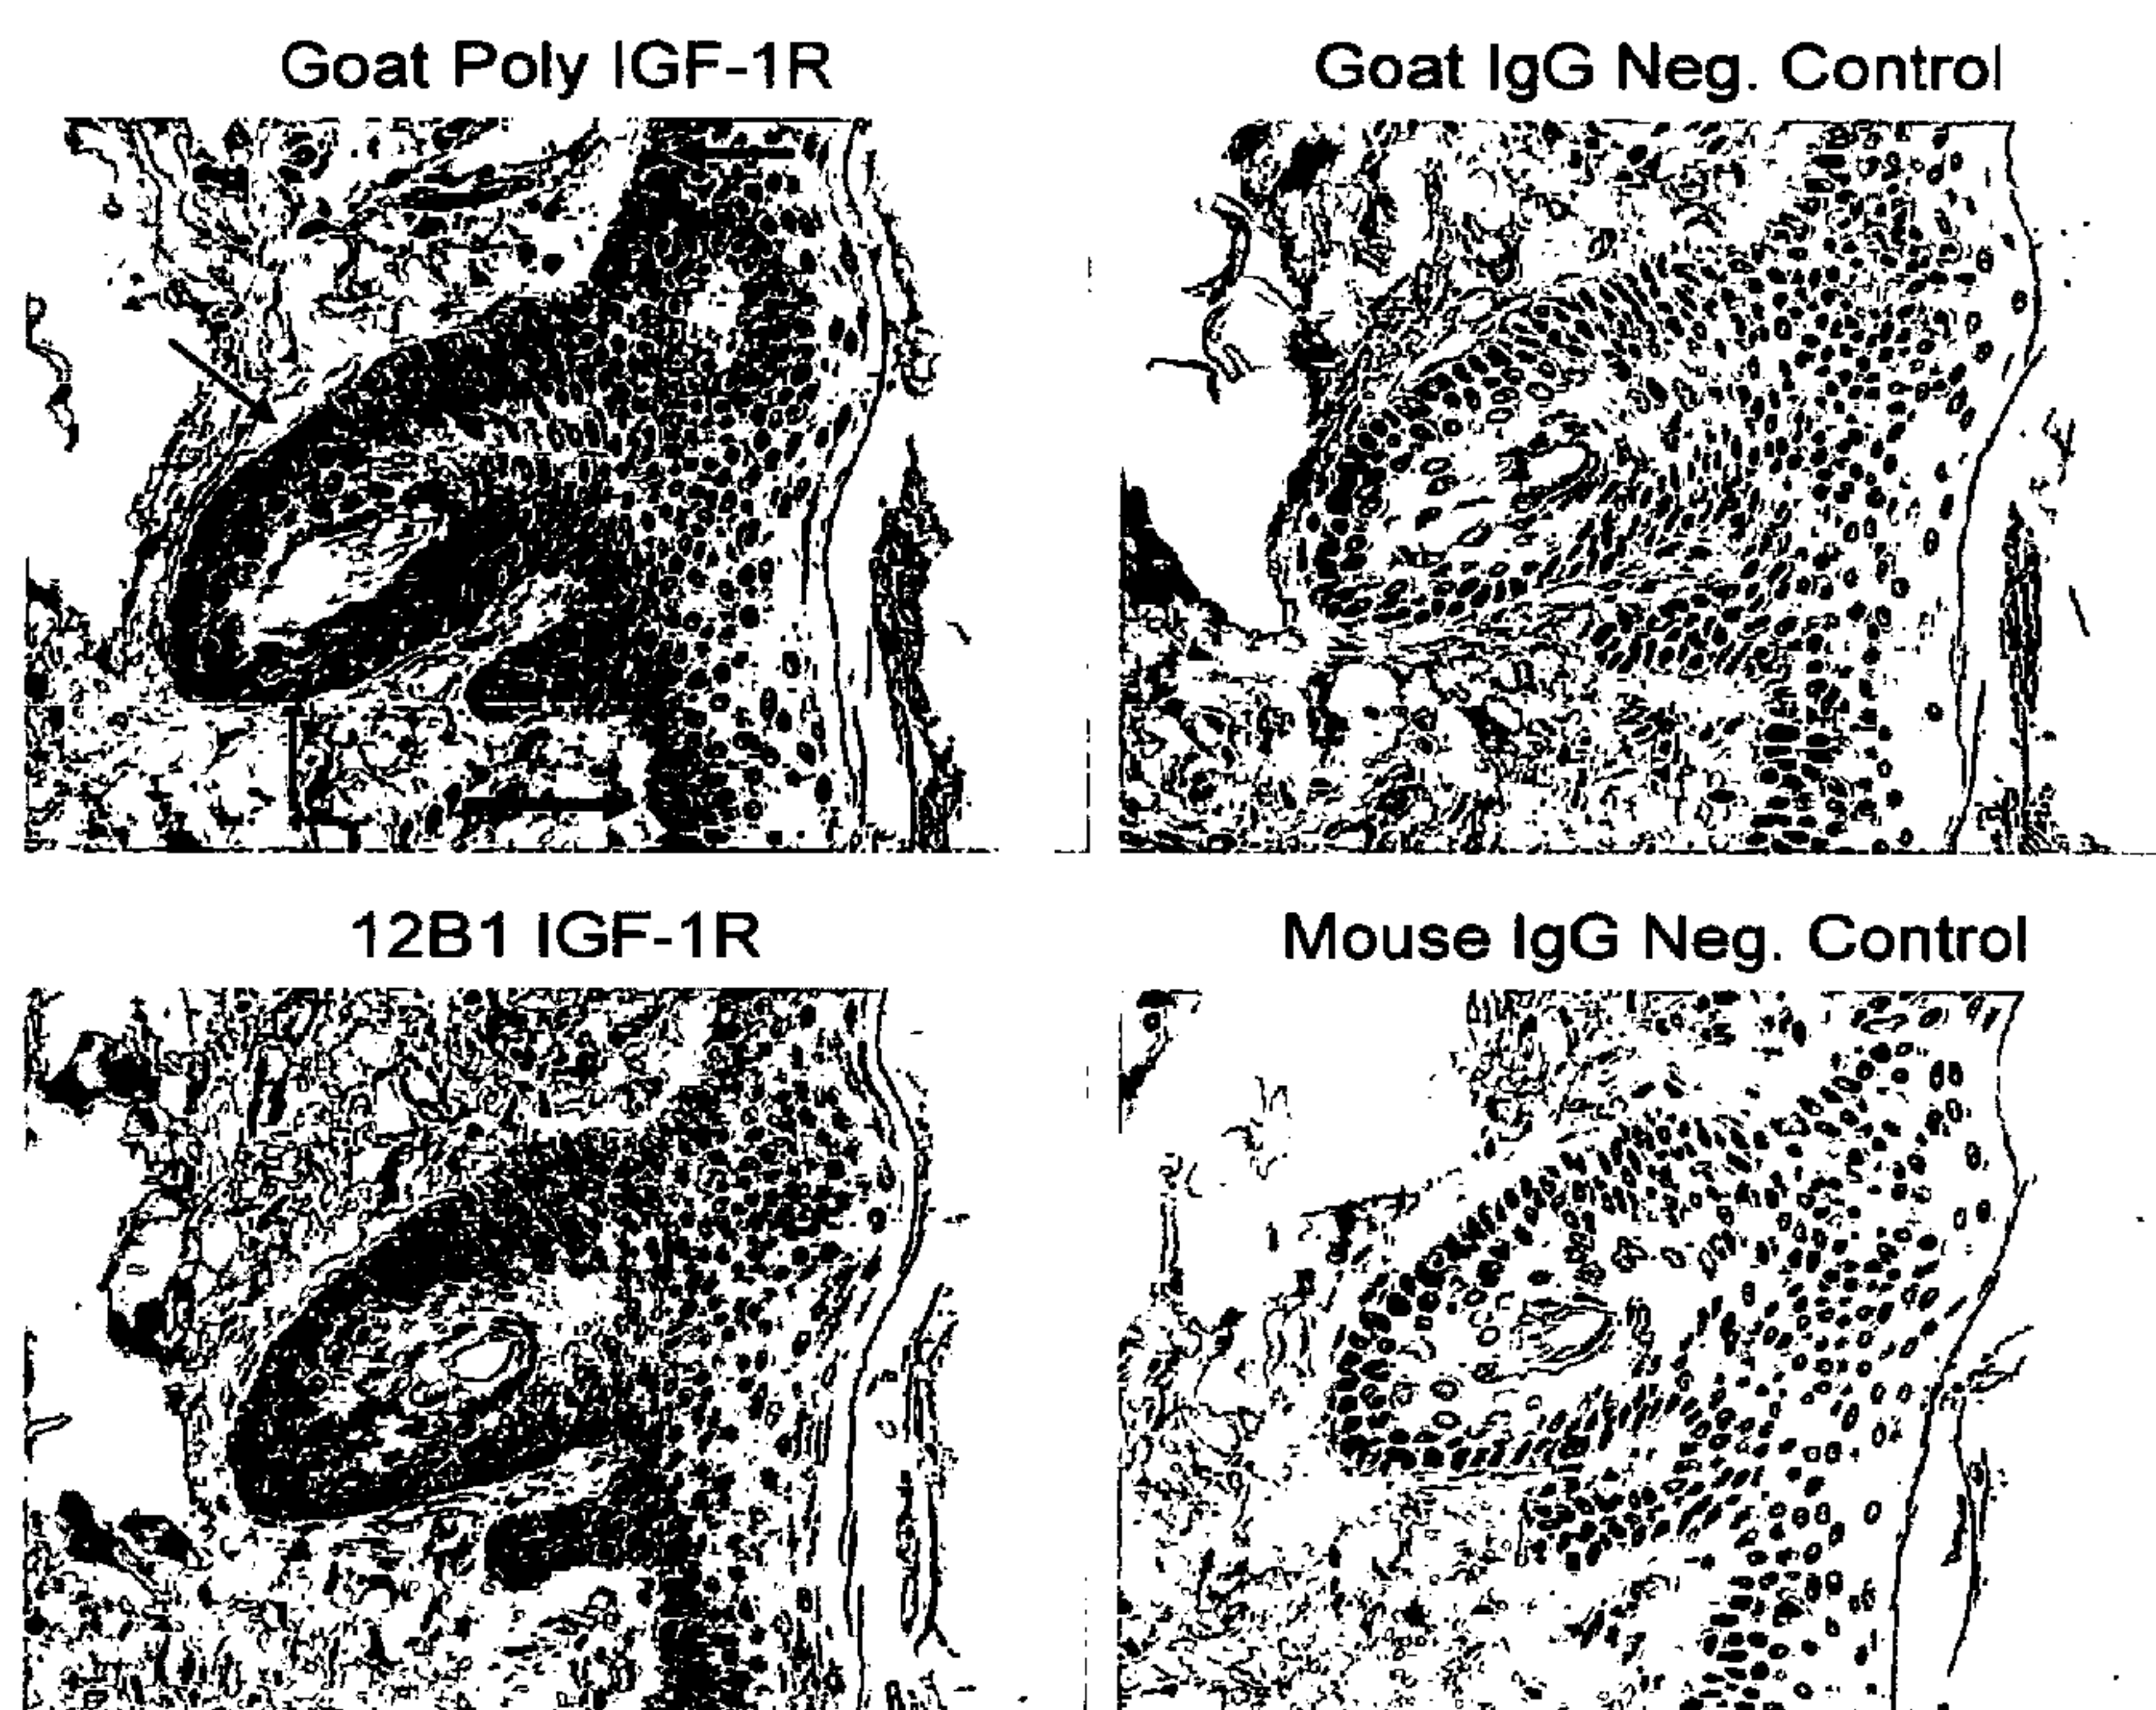 Goat Poly IGF-1R
Goat IgG Neg. Control
12B1 IGF-1R
Mouse IgG Neg. Control